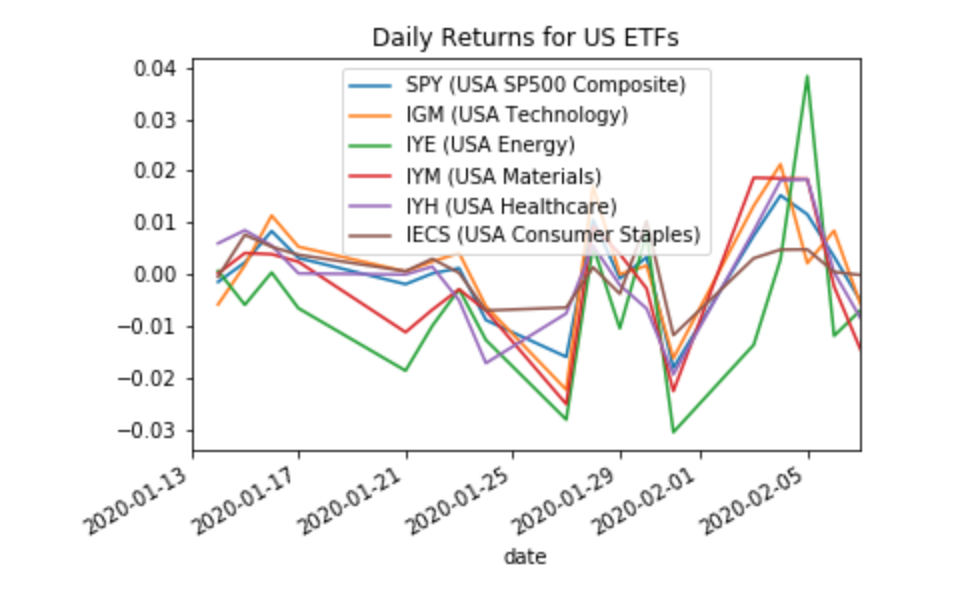 Daily Returns for US ETFs
0.04
0.03
0.02
0.01
0.00
−0.01
−0.02
−0.03
SPY (USA SP500 Composite)
IGM (USA Technology)
IYE (USA Energy)
IYM (USA Materials)
IYH (USA Healthcare)
IECS (USA Consumer Staples)
2020-01-13
2020-01-17
2020-01-21
2020-01-25
2020-01-29
2020-02-01
2020-02-05
date